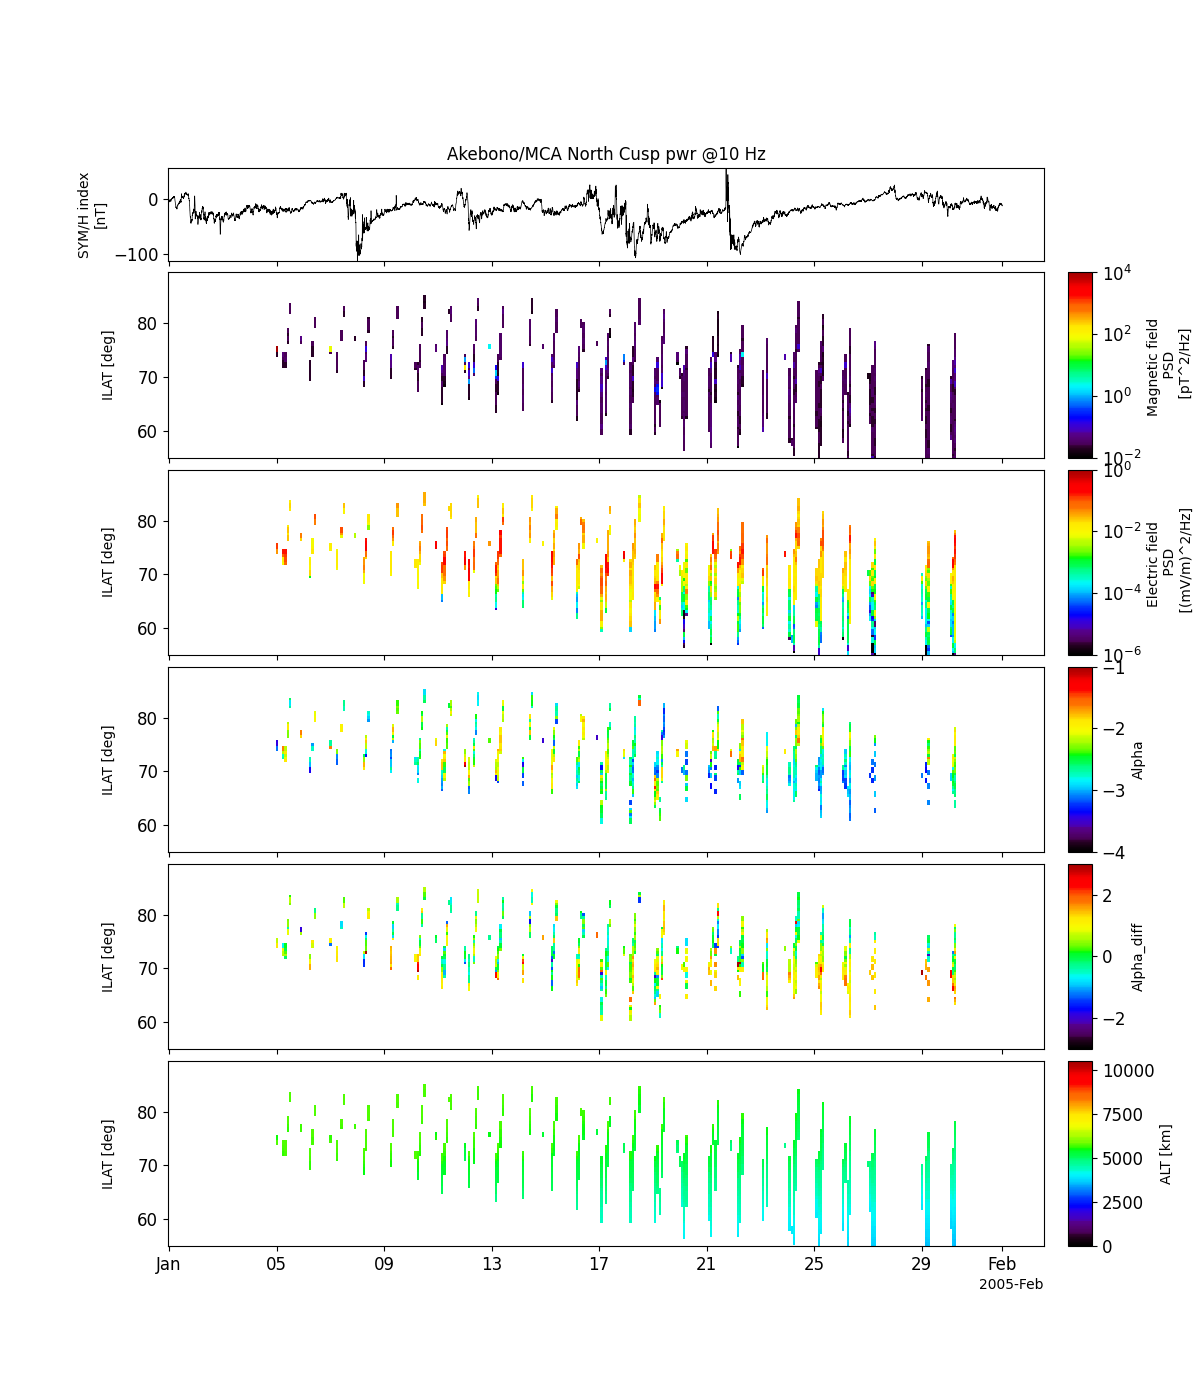 Akebono/MCA North Cusp pwr @10 Hz
SYM/H index
[nT]
0
−100
ILAT [deg]
80
70
60
10^4
10^2
10^0
10^−2
Magnetic field
PSD
[pT^2/Hz]
ILAT [deg]
80
70
60
10^0
10^−2
10^−4
10^−6
Electric field
PSD
[(mV/m)^2/Hz]
ILAT [deg]
80
70
60
−1
−2
−3
−4
Alpha
ILAT [deg]
80
70
60
2
0
−2
Alpha_diff
ILAT [deg]
80
70
60
10000
7500
5000
2500
0
ALT [km]
Jan 05 09 13 17 21 25 29 Feb
2005-Feb